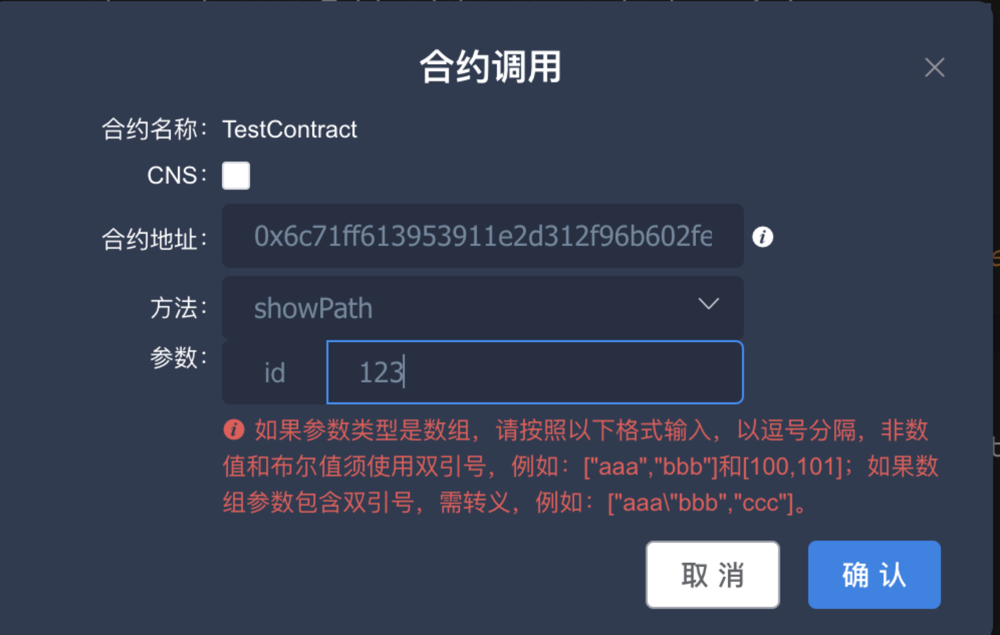 合约调用
合约名称： TestContract
CNS：
合约地址： 0x6c71ff613953911e2d312f96b602fe
方法： showPath
参数： id 123
如果参数类型是数组，请按照以下格式输入，以逗号分隔，非数
值和布尔值须使用双引号，例如：["aaa","bbb"]和[100,101]；如果数
组参数包含双引号，需转义，例如：["aaa\"bbb","ccc"]。
取 消 确 认